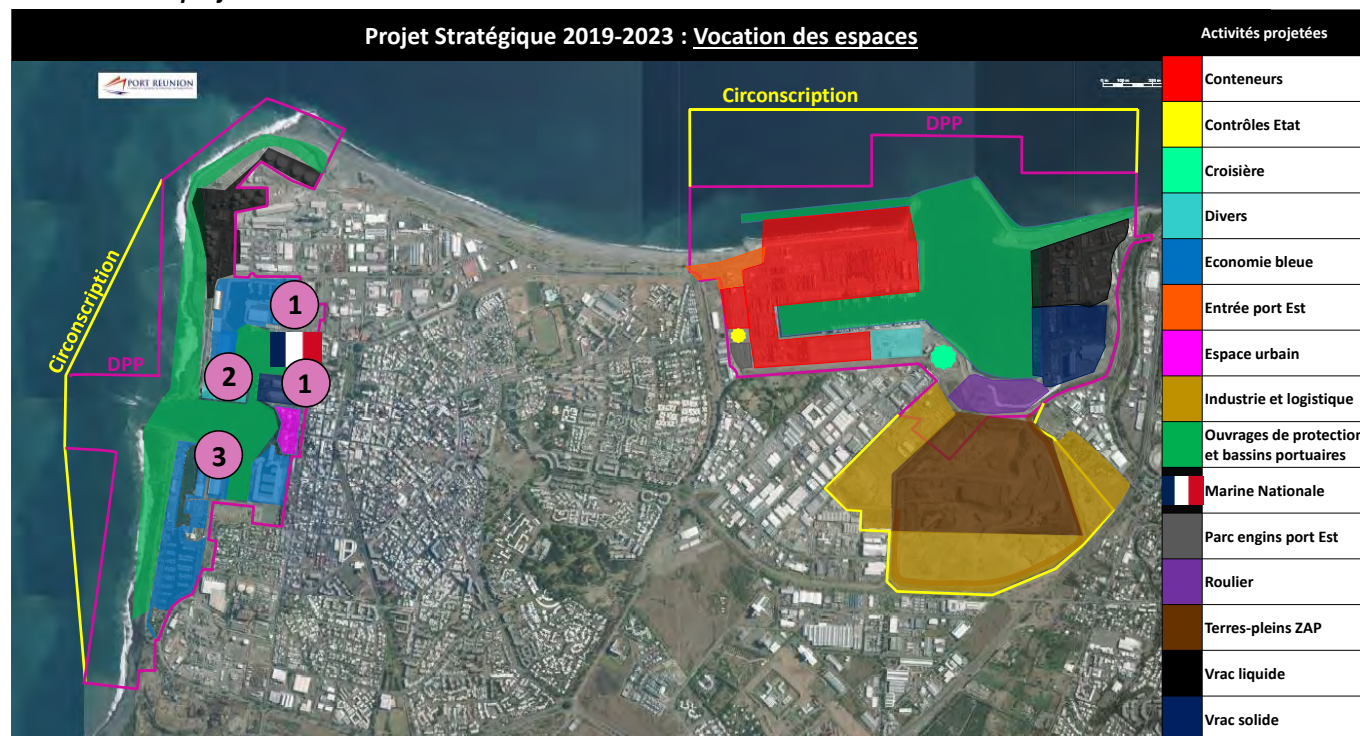 Projet Stratégique 2019-2023 : Vocation des espaces
Activités projetées
PORT REUNION
Circonscription
DPP
Circonscription
DPP
1
2
1
3
Conteneurs
Contrôles Etat
Croisière
Divers
Economie bleue
Entrée port Est
Espace urbain
Industrie et logistique
Ouvrages de protection
et bassins portuaires
Marine Nationale
Parc engins port Est
Roulier
Terres-pleins ZAP
Vrac liquide
Vrac solide